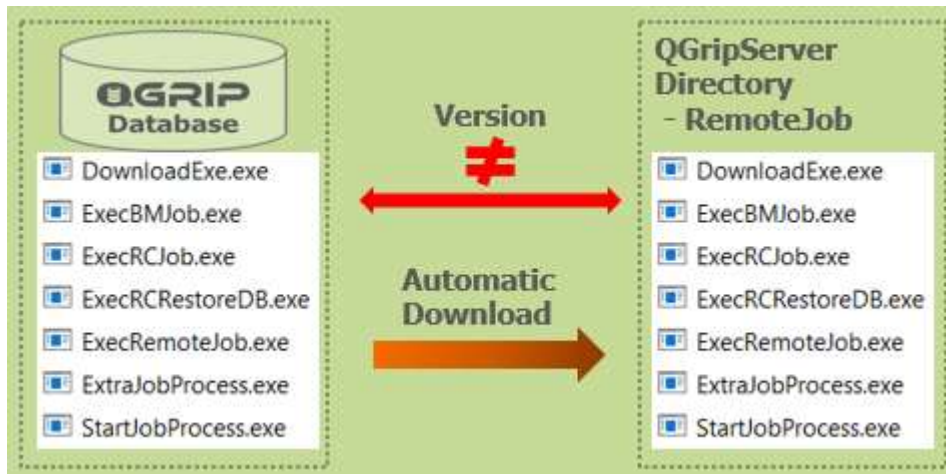 QGRIP
Database
DownloadExe.exe
ExecBMJob.exe
ExecRCJob.exe
ExecRCRestoreDB.exe
ExecRemoteJob.exe
ExtraJobProcess.exe
StartJobProcess.exe
Version
≠
Automatic
Download
QGripServer
Directory
- RemoteJob
DownloadExe.exe
ExecBMJob.exe
ExecRCJob.exe
ExecRCRestoreDB.exe
ExecRemoteJob.exe
ExtraJobProcess.exe
StartJobProcess.exe